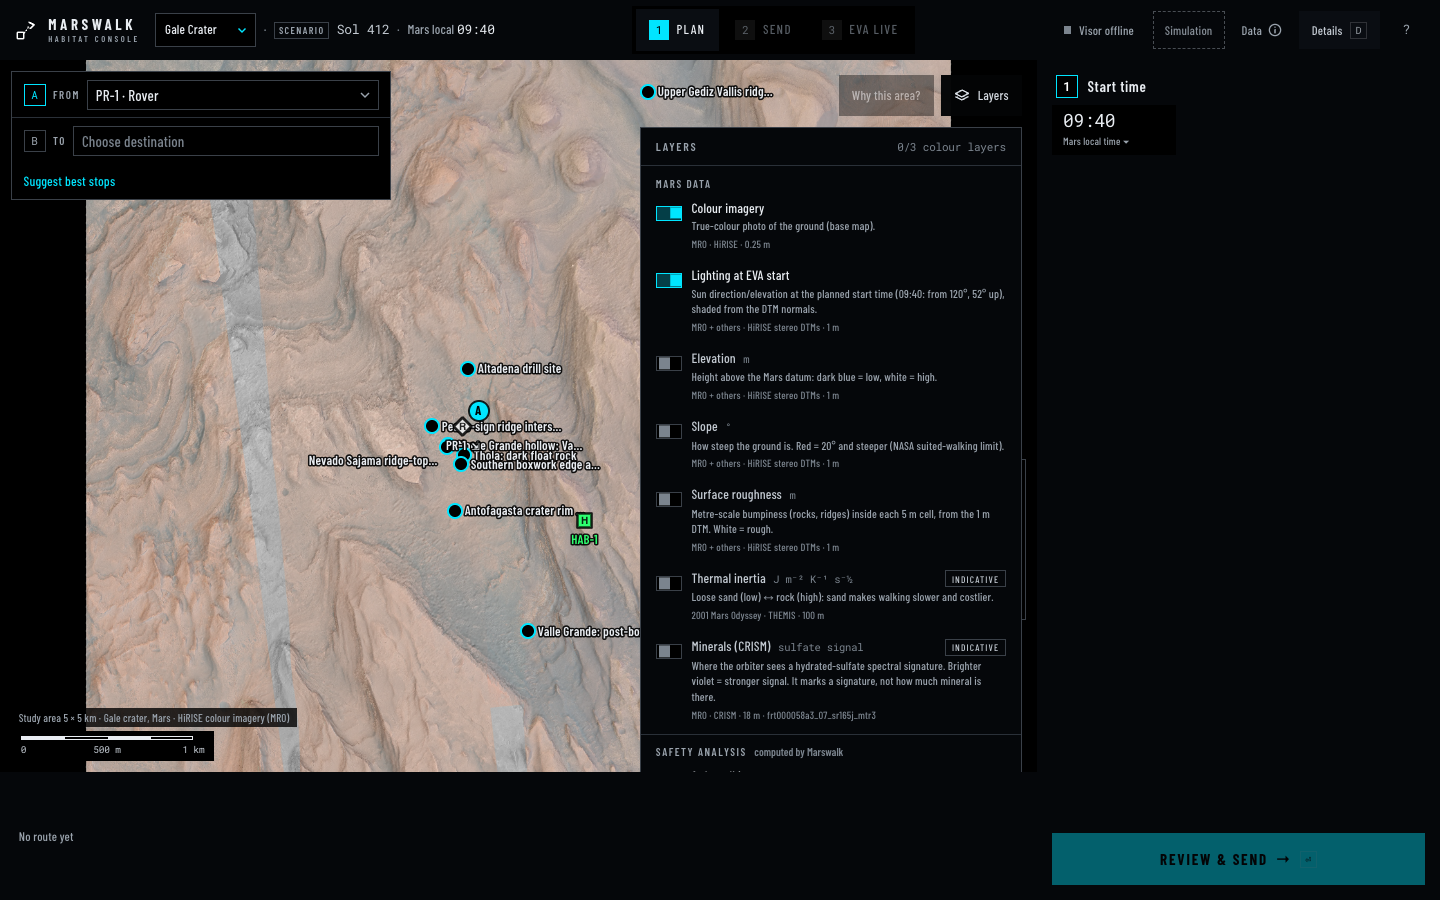 MARSWALK
HABITAT CONSOLE
Gale Crater
· SCENARIO Sol 412 · Mars local 09:40
1 PLAN
2 SEND
3 EVA LIVE
Visor offline
Simulation
Data
Details D
?
A FROM PR-1 · Rover
B TO Choose destination
Suggest best stops
Upper Gediz Vallis ridg...
Why this area?
Layers
1 Start time
09:40
Mars local time
LAYERS 0/3 colour layers
MARS DATA
Colour imagery
True-colour photo of the ground (base map).
MRO · HiRISE · 0.25 m
Lighting at EVA start
Sun direction/elevation at the planned start time (09:40: from 120°, 52° up),
shaded from the DTM normals.
MRO + others · HiRISE stereo DTMs · 1 m
Elevation m
Height above the Mars datum: dark blue = low, white = high.
MRO + others · HiRISE stereo DTMs · 1 m
Slope °
How steep the ground is. Red = 20° and steeper (NASA suited-walking limit).
MRO + others · HiRISE stereo DTMs · 1 m
Surface roughness m
Metre-scale bumpiness (rocks, ridges) inside each 5 m cell, from the 1 m
DTM. White = rough.
MRO + others · HiRISE stereo DTMs · 1 m
Thermal inertia J m⁻² K⁻¹ s⁻½ INDICATIVE
Loose sand (low) ↔ rock (high): sand makes walking slower and costlier.
2001 Mars Odyssey · THEMIS · 100 m
Minerals (CRISM) sulfate signal INDICATIVE
Where the orbiter sees a hydrated-sulfate spectral signature. Brighter
violet = stronger signal. It marks a signature, not how much mineral is
there.
MRO · CRISM · 18 m · frt000058a3_07_sr165j_mtr3
SAFETY ANALYSIS computed by Marswalk
Altadena drill site
A
-sign ridge inters...
R
PR-1
e Grande hollow: Va...
Thola: dark float rock
Nevado Sajama ridge-top...
Southern boxwork edge a...
Antofagasta crater rim
H
HAB-1
Valle Grande: post-bo
Study area 5 × 5 km · Gale crater, Mars · HiRISE colour imagery (MRO)
0 500 m 1 km
No route yet
REVIEW & SEND →